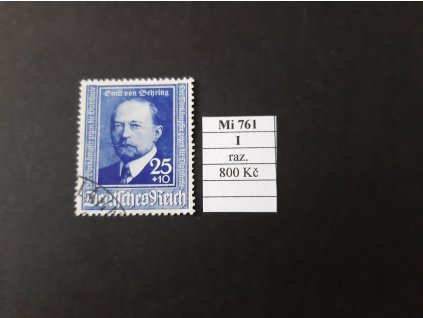 Emil von Behring
25
+10
Deutsches Reich
Mi 761
I
raz.
800 Kč